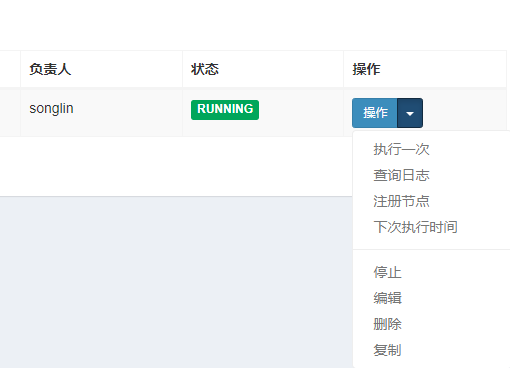 负责人 状态 操作
songlin RUNNING 操作
执行一次
查询日志
注册节点
下次执行时间
停止
编辑
删除
复制